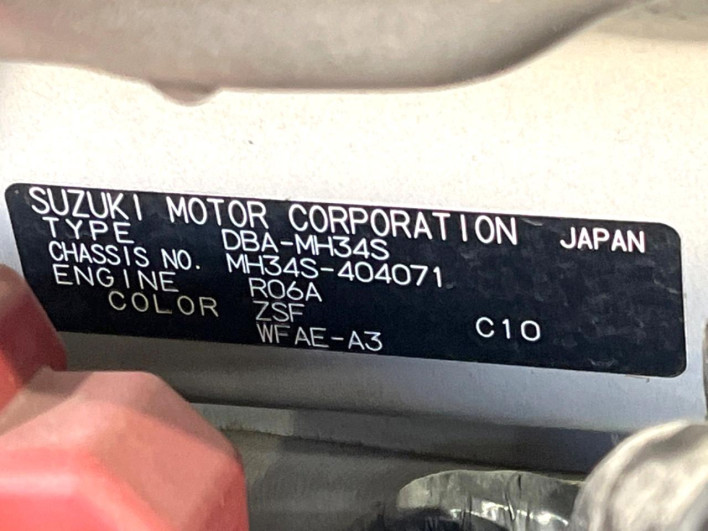 SUZUKI MOTOR CORPORATION JAPAN
TYPE DBA-MH34S
CHASSIS NO. MH34S-404071
ENGINE R06A
COLOR ZSF C10
WFAE-A3